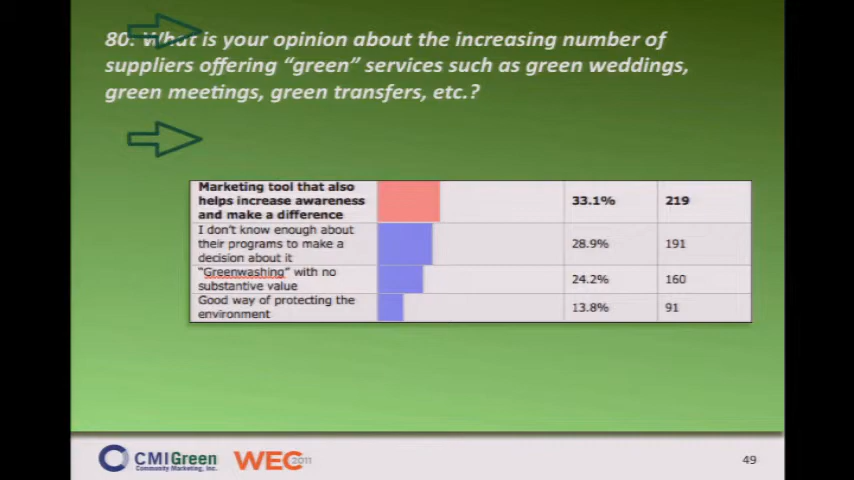 80. What is your opinion about the increasing number of
suppliers offering “green” services such as green weddings,
green meetings, green transfers, etc.?
Marketing tool that also
helps increase awareness
and make a difference
33.1%
219
I don’t know enough about
their programs to make a
decision about it
28.9%
191
“Greenwashing” with no
substantive value
24.2%
160
Good way of protecting the
environment
13.8%
91
CMIGreen
Community Marketing, Inc.
WEC 2011
49